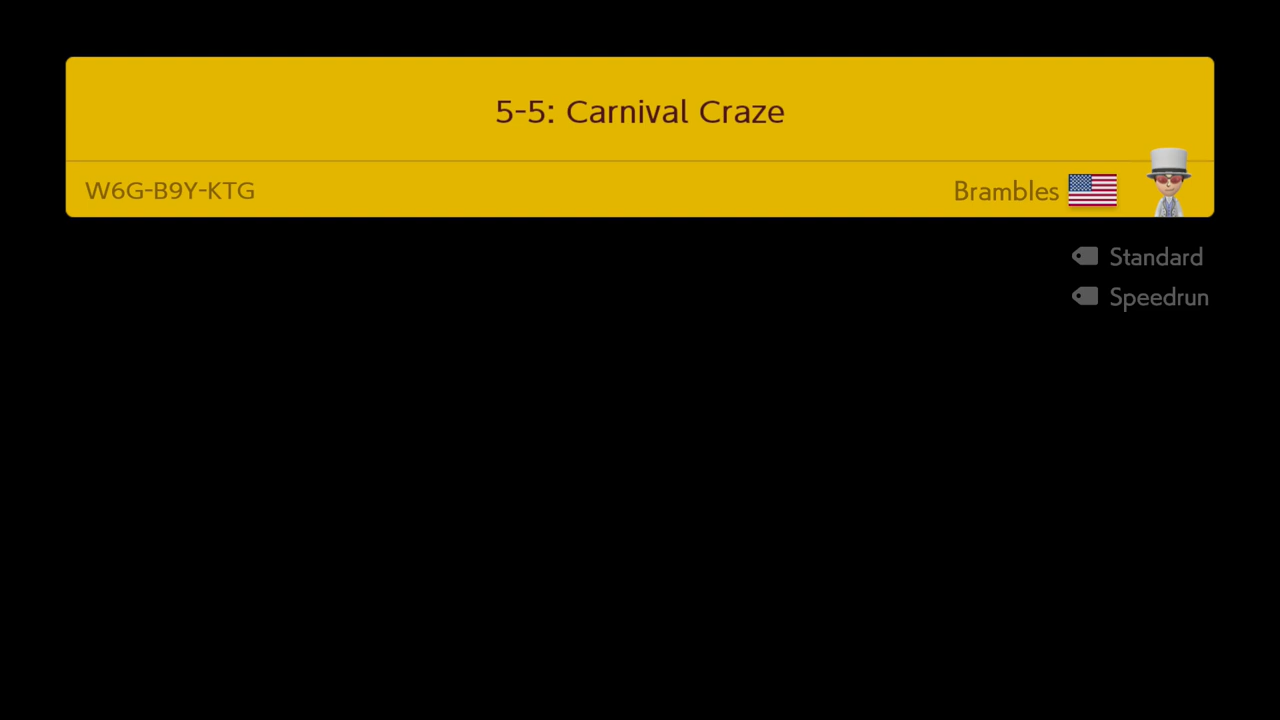 5-5: Carnival Craze
W6G-B9Y-KTG
Brambles
Standard
Speedrun